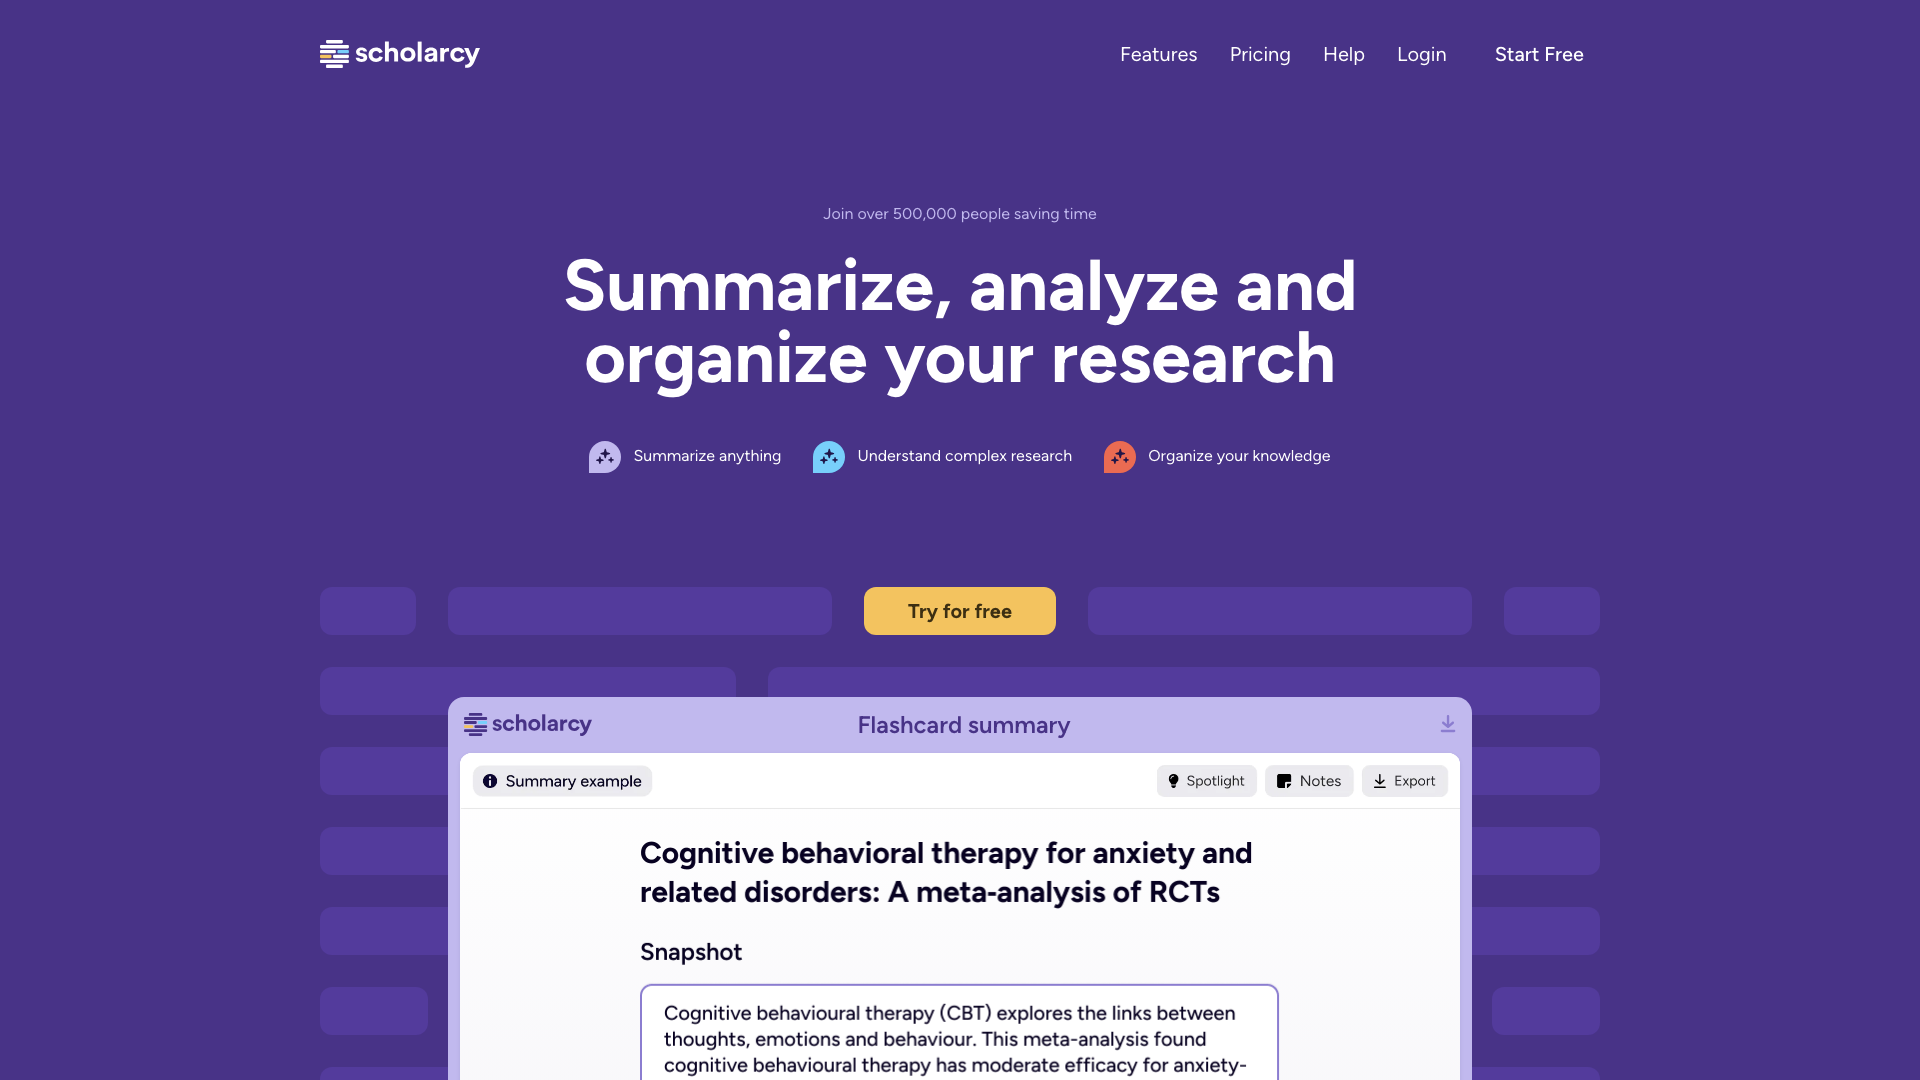 scholarcy
Features
Pricing
Help
Login
Start Free
Join over 500,000 people saving time
Summarize, analyze and
organize your research
Summarize anything
Understand complex research
Organize your knowledge
Try for free
scholarcy
Flashcard summary
Summary example
Spotlight
Notes
Export
Cognitive behavioral therapy for anxiety and
related disorders: A meta-analysis of RCTs
Snapshot
Cognitive behavioural therapy (CBT) explores the links between
thoughts, emotions and behaviour. This meta-analysis found
cognitive behavioural therapy has moderate efficacy for anxiety-